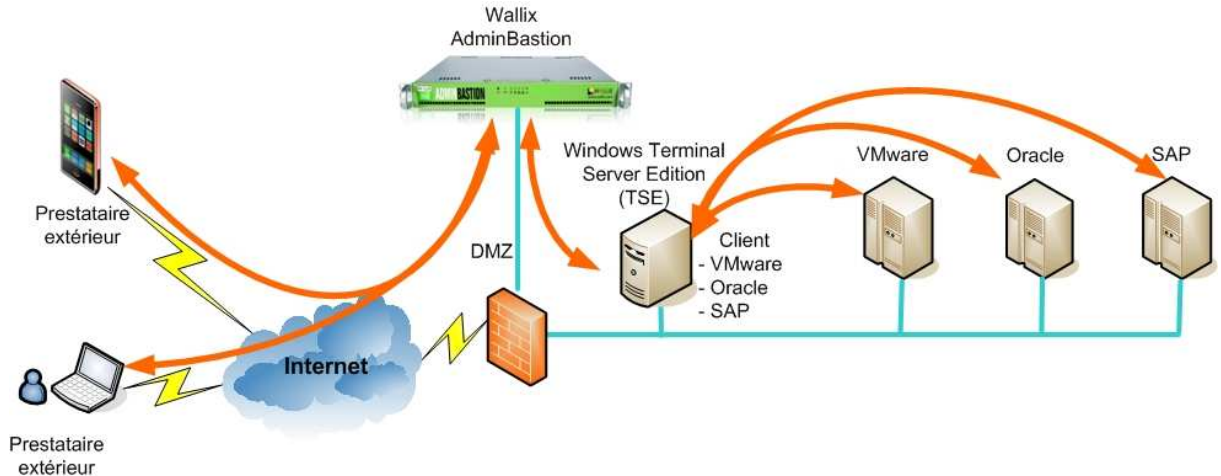 Wallix
AdminBastion
ADMINBASTION
Windows Terminal
Server Edition
(TSE)
VMware
Oracle
SAP
Prestataire
extérieur
DMZ
Client
- VMware
- Oracle
- SAP
Internet
Prestataire
extérieur